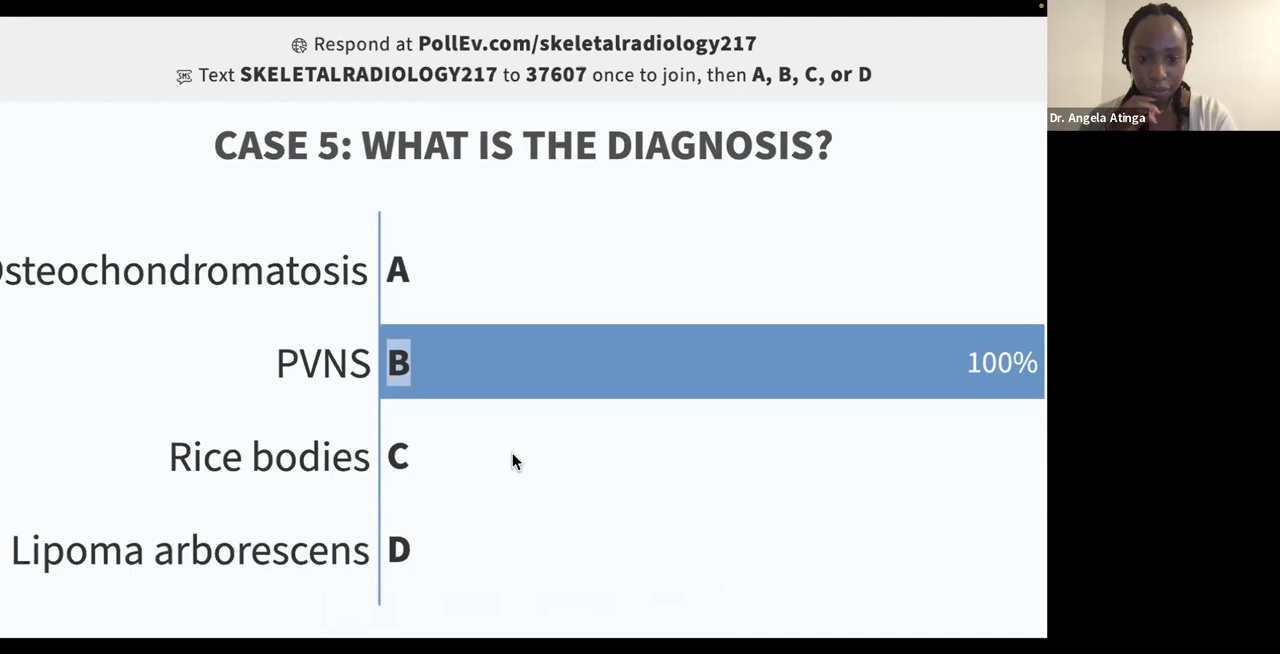 Respond at PollEv.com/skeletalradiology217
Text SKELETALRADIOLOGY217 to 37607 once to join, then A, B, C, or D
Dr. Angela Atinga
CASE 5: WHAT IS THE DIAGNOSIS?
steochondromatosis A
PVNS B 100%
Rice bodies C
Lipoma arborescens D